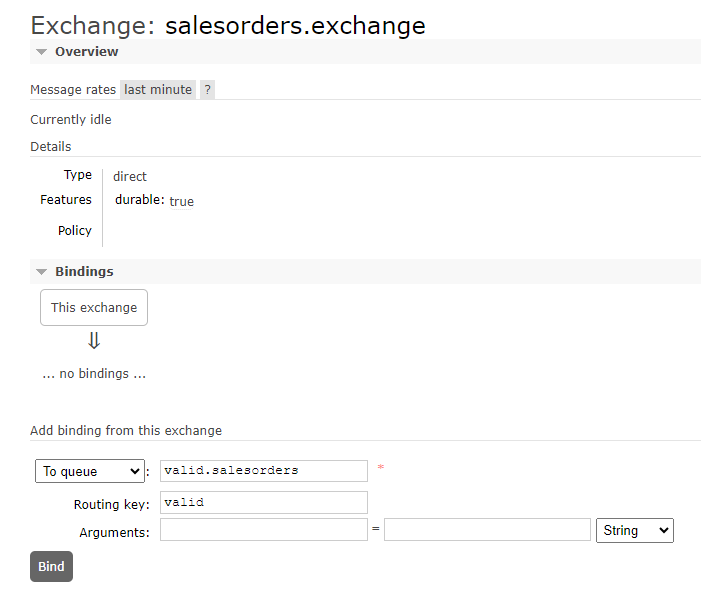 Exchange: salesorders.exchange
Overview
Message rates last minute ?
Currently idle
Details
Type direct
Features durable: true
Policy
Bindings
This exchange
⇓
... no bindings ...
Add binding from this exchange
To queue : valid.salesorders *
Routing key: valid
Arguments: = String
Bind